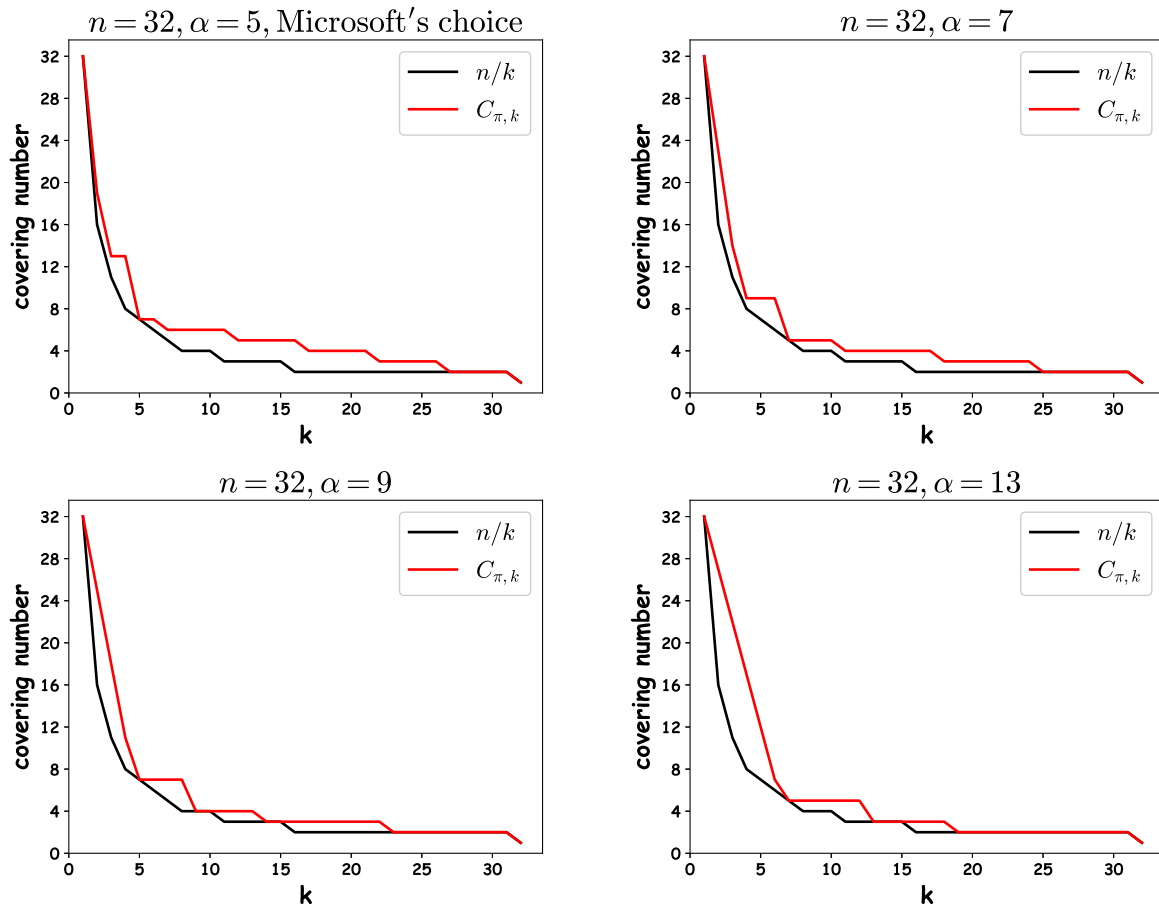 n = 32, α = 5, Microsoft's choice
32
28
24
20
16
12
8
4
0
covering number
n/k
C_{π,k}
0 5 10 15 20 25 30
k
n = 32, α = 7
32
28
24
20
16
12
8
4
0
covering number
n/k
C_{π,k}
0 5 10 15 20 25 30
k
n = 32, α = 9
32
28
24
20
16
12
8
4
0
covering number
n/k
C_{π,k}
0 5 10 15 20 25 30
k
n = 32, α = 13
32
28
24
20
16
12
8
4
0
covering number
n/k
C_{π,k}
0 5 10 15 20 25 30
k